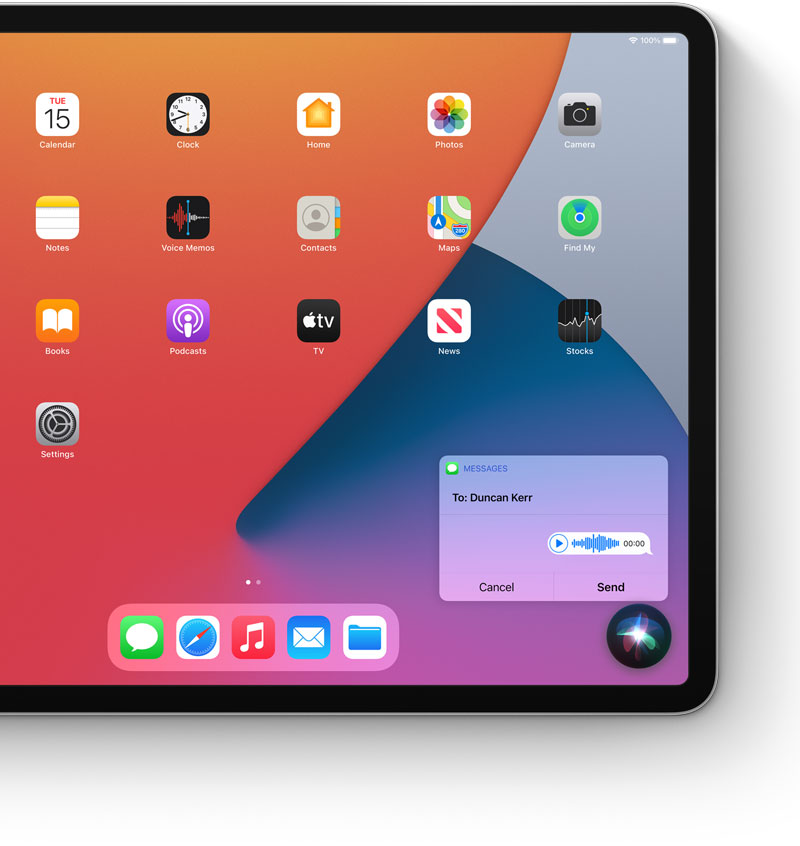 100%
TUE
15
Calendar
Clock
Home
Photos
Camera
Notes
Voice Memos
Contacts
280
Maps
Find My
Books
Podcasts
tv
TV
News
Stocks
Settings
MESSAGES
To: Duncan Kerr
00:00
Cancel
Send